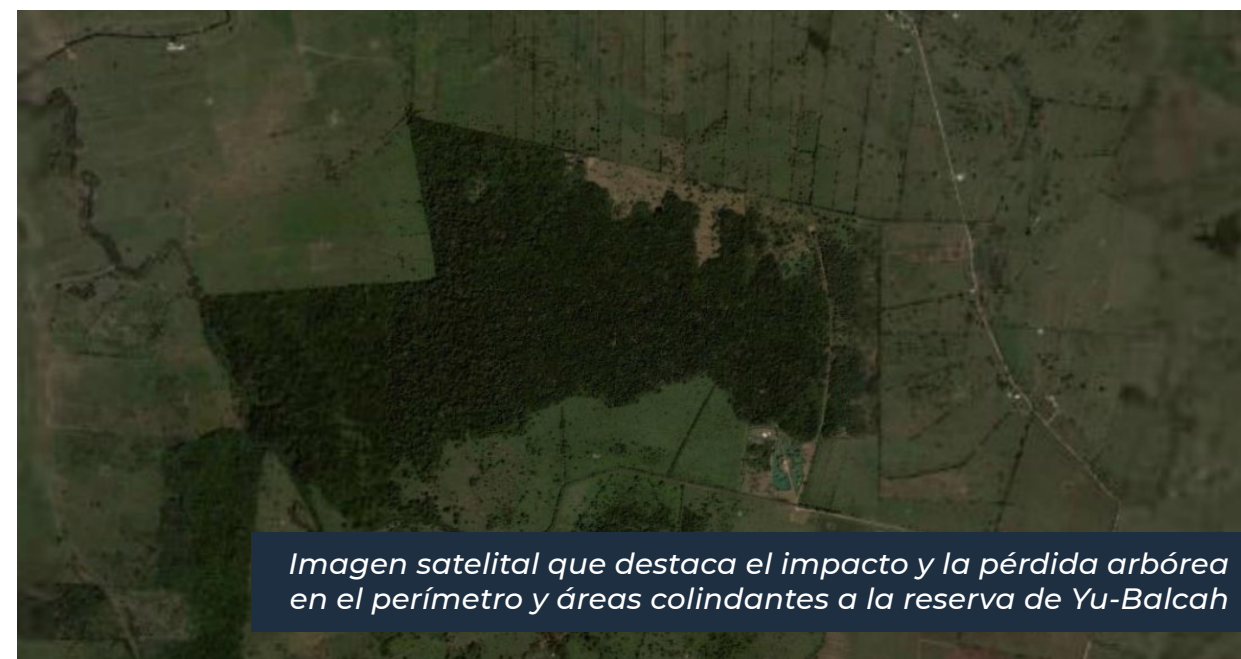 Imagen satelital que destaca el impacto y la pérdida arbórea
en el perímetro y áreas colindantes a la reserva de Yu-Balcah